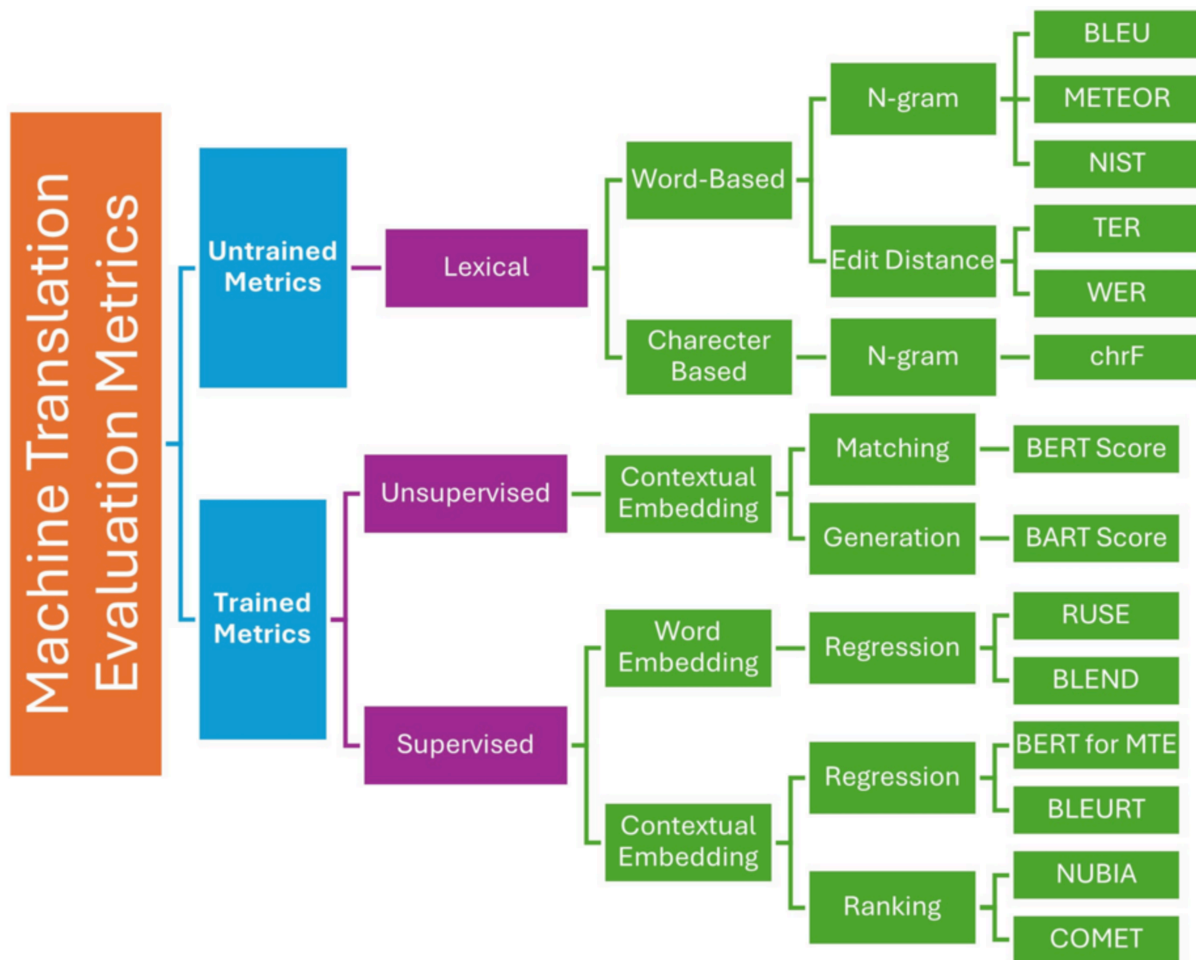 Machine Translation
Evaluation Metrics
Untrained
Metrics
Lexical
Word-Based
N-gram
BLEU
METEOR
NIST
Edit Distance
TER
WER
Charecter
Based
N-gram
chrF
Trained
Metrics
Unsupervised
Contextual
Embedding
Matching
BERT Score
Generation
BART Score
Supervised
Word
Embedding
Regression
RUSE
BLEND
Contextual
Embedding
Regression
BERT for MTE
BLEURT
Ranking
NUBIA
COMET